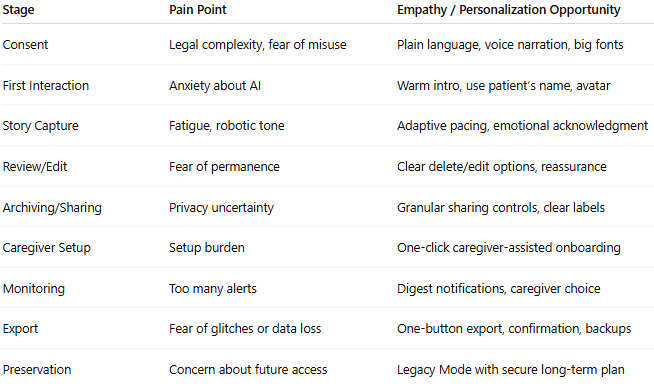 Stage Pain Point Empathy / Personalization Opportunity
Consent Legal complexity, fear of misuse Plain language, voice narration, big fonts
First Interaction Anxiety about AI Warm intro, use patient's name, avatar
Story Capture Fatigue, robotic tone Adaptive pacing, emotional acknowledgment
Review/Edit Fear of permanence Clear delete/edit options, reassurance
Archiving/Sharing Privacy uncertainty Granular sharing controls, clear labels
Caregiver Setup Setup burden One-click caregiver-assisted onboarding
Monitoring Too many alerts Digest notifications, caregiver choice
Export Fear of glitches or data loss One-button export, confirmation, backups
Preservation Concern about future access Legacy Mode with secure long-term plan